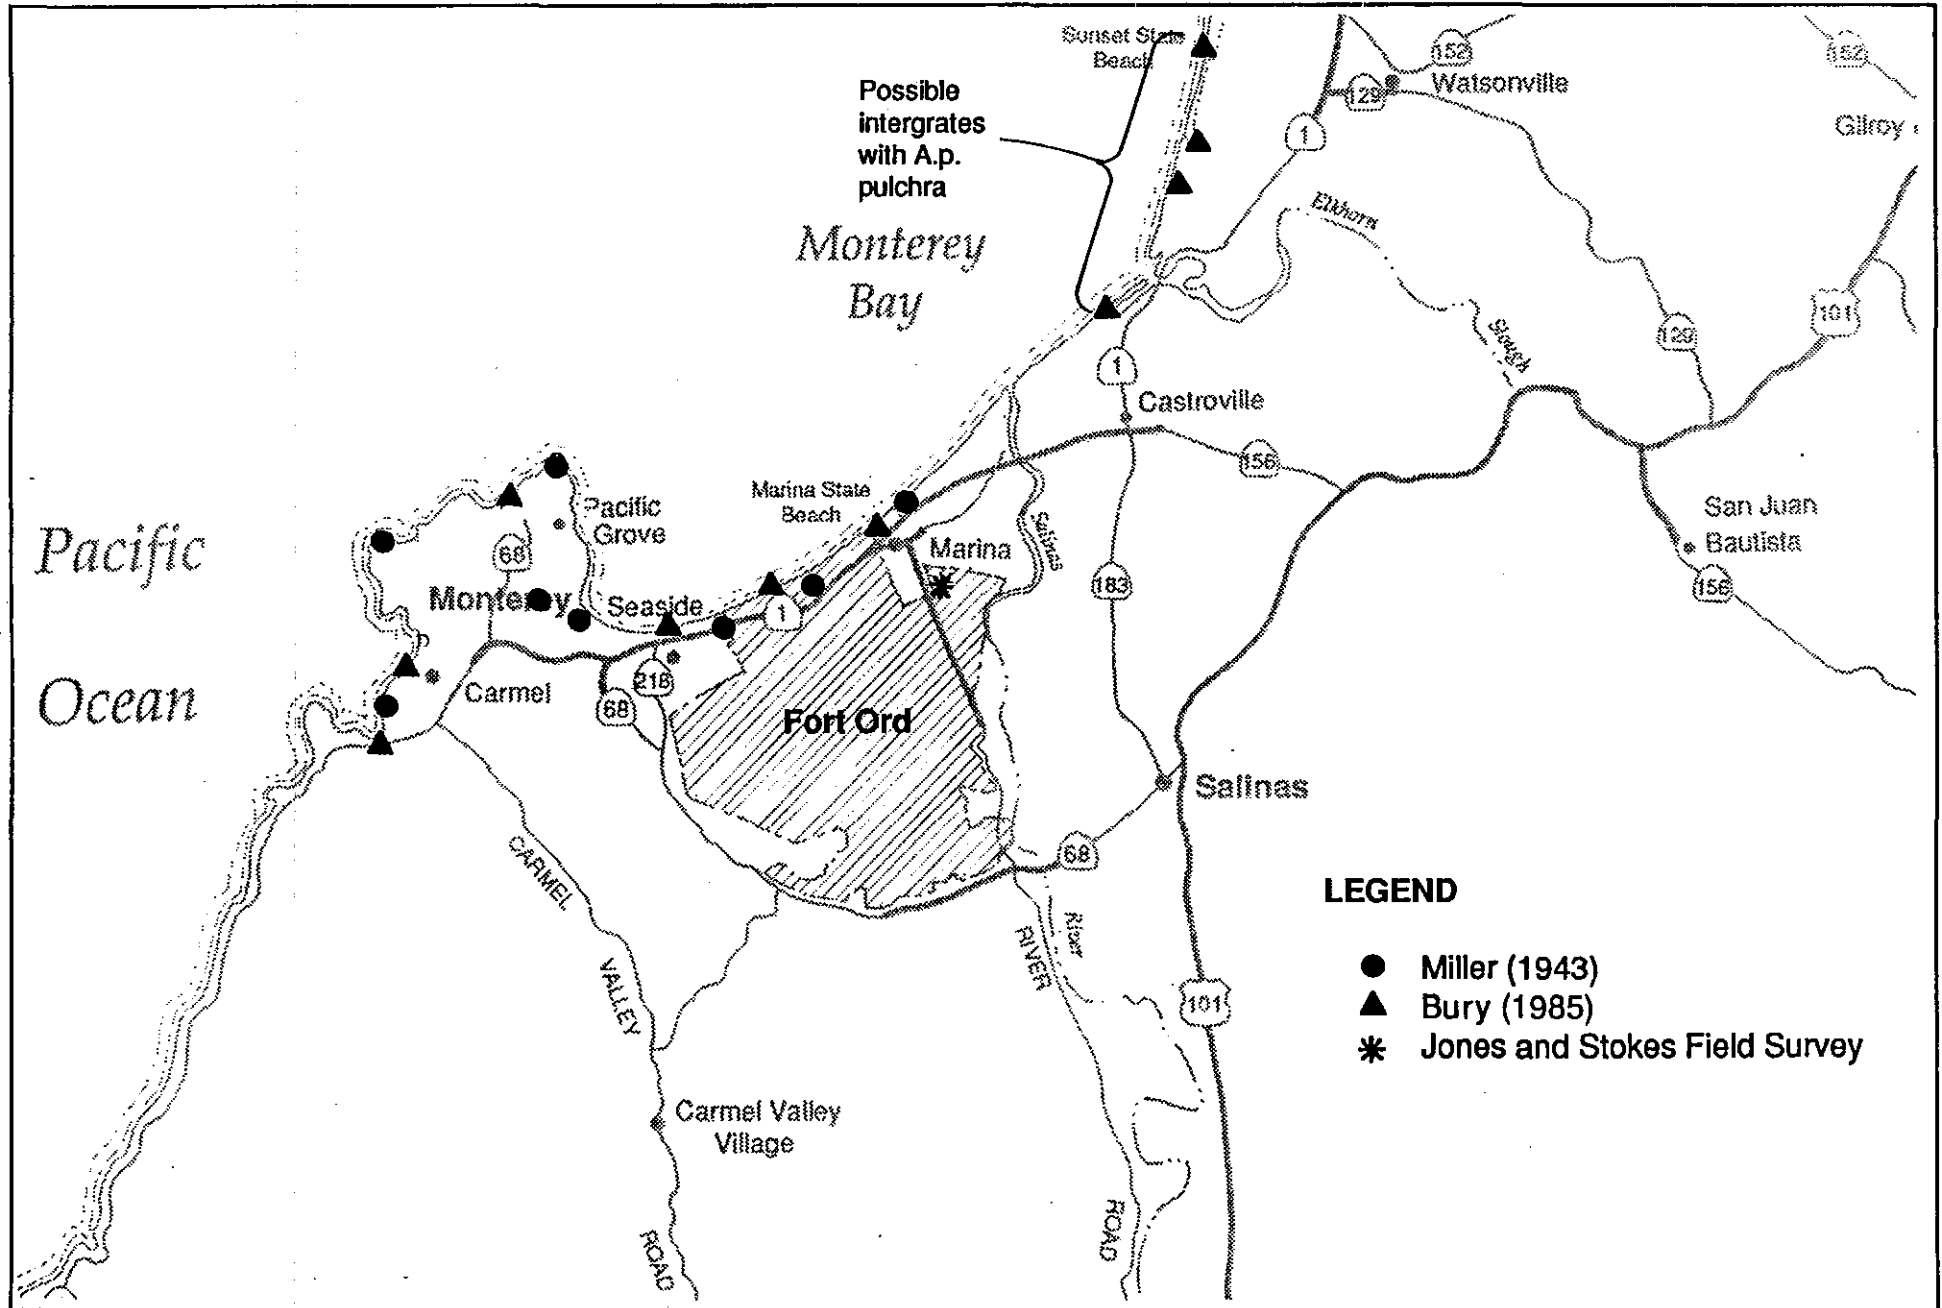 Sunset State
Beach
152
152
Watsonville
129
Possible
intergrates
with A.p.
pulchra
Gilroy
1
Elkhorn
Monterey
Bay
101
129
Slough
1
Castroville
156
Marina State
Beach
San Juan
Bautista
Pacific
Grove
Pacific
68
Marina
Salinas
183
156
Monterey
Seaside
1
218
Carmel
68
Ocean
Fort Ord
Salinas
CARMEL
68
LEGEND
River
RIVER
VALLEY
Miller (1943)
101
Bury (1985)
Jones and Stokes Field Survey
Carmel Valley
Village
ROAD
ROAD